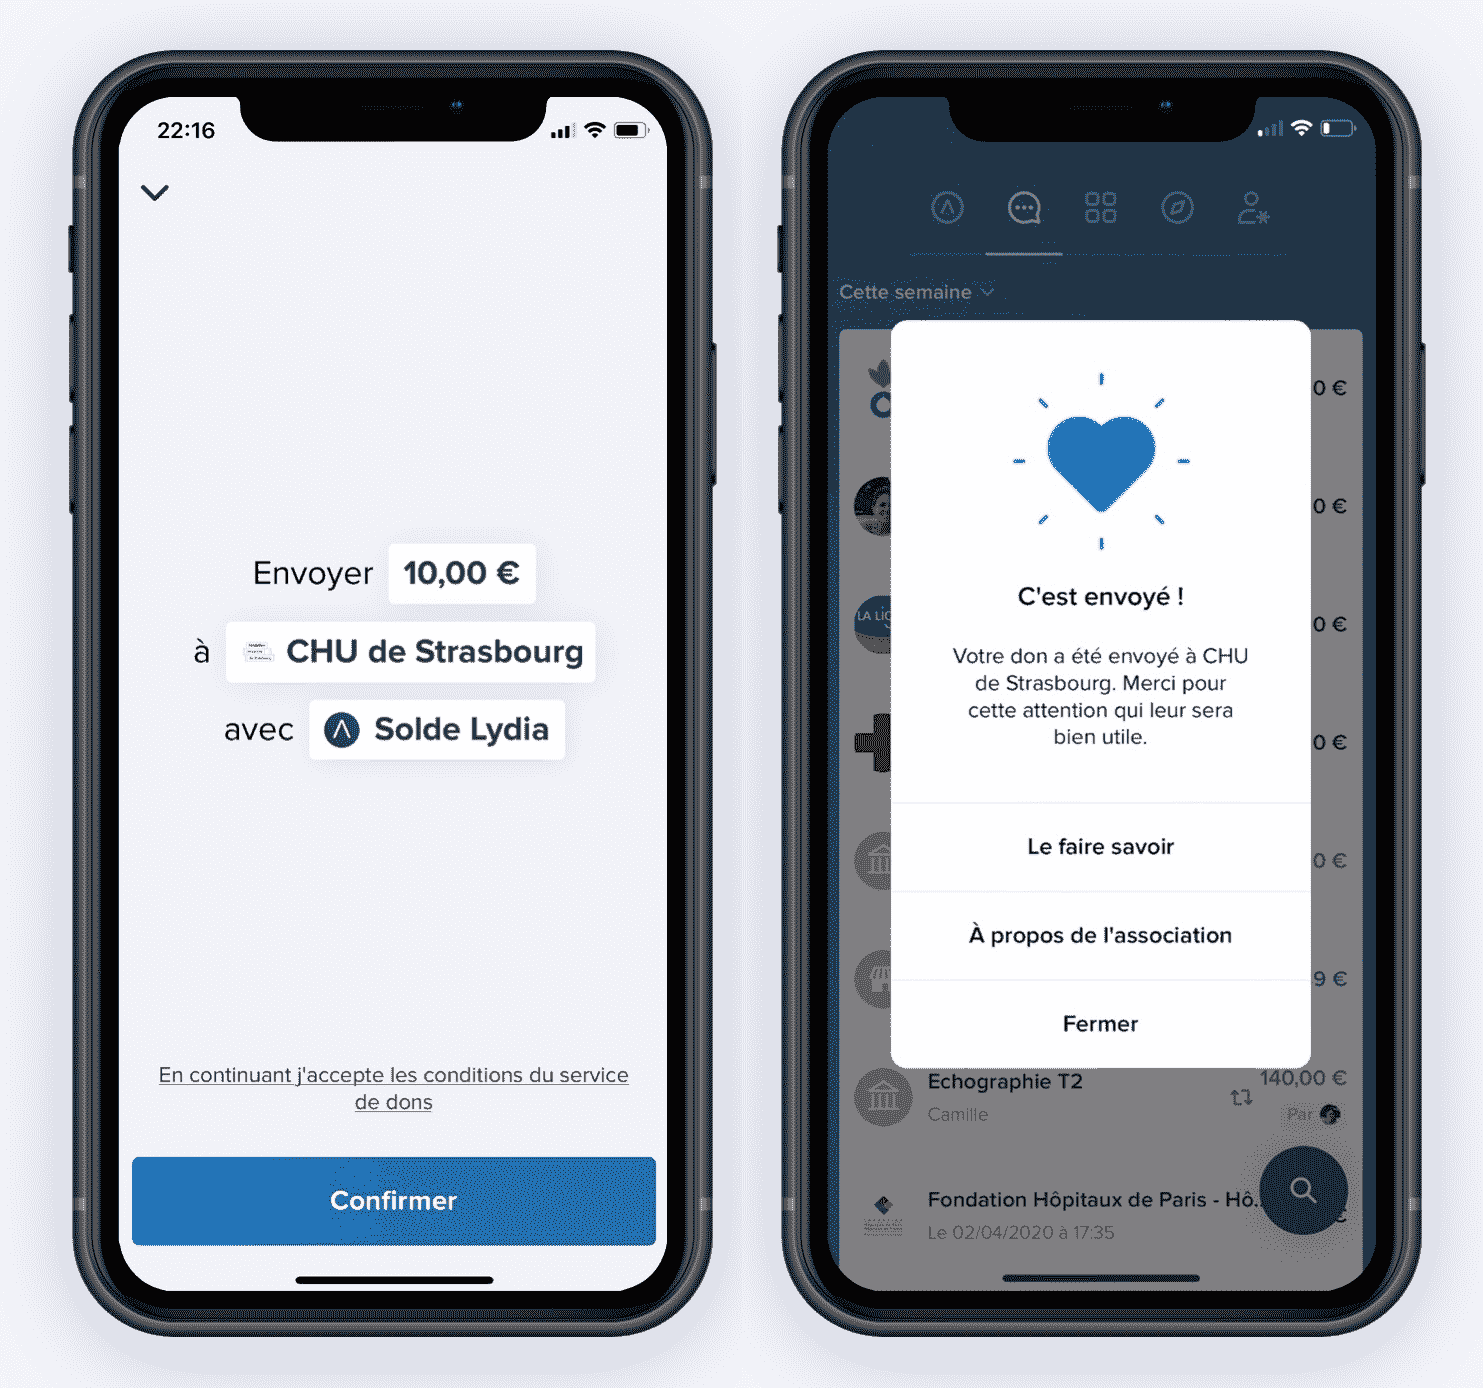 22:16
Envoyer 10,00 €
à CHU de Strasbourg
avec Solde Lydia
En continuant j'accepte les conditions du service
de dons
Confirmer
Cette semaine
0 €
0 €
LA LIG
0 €
0 €
0 €
9 €
C'est envoyé !
Votre don a été envoyé à CHU
de Strasbourg. Merci pour
cette attention qui leur sera
bien utile.
Le faire savoir
À propos de l'association
Fermer
Echographie T2
140,00 €
Camille
Par
Fondation Hôpitaux de Paris - Hô...
€
Le 02/04/2020 à 17:35